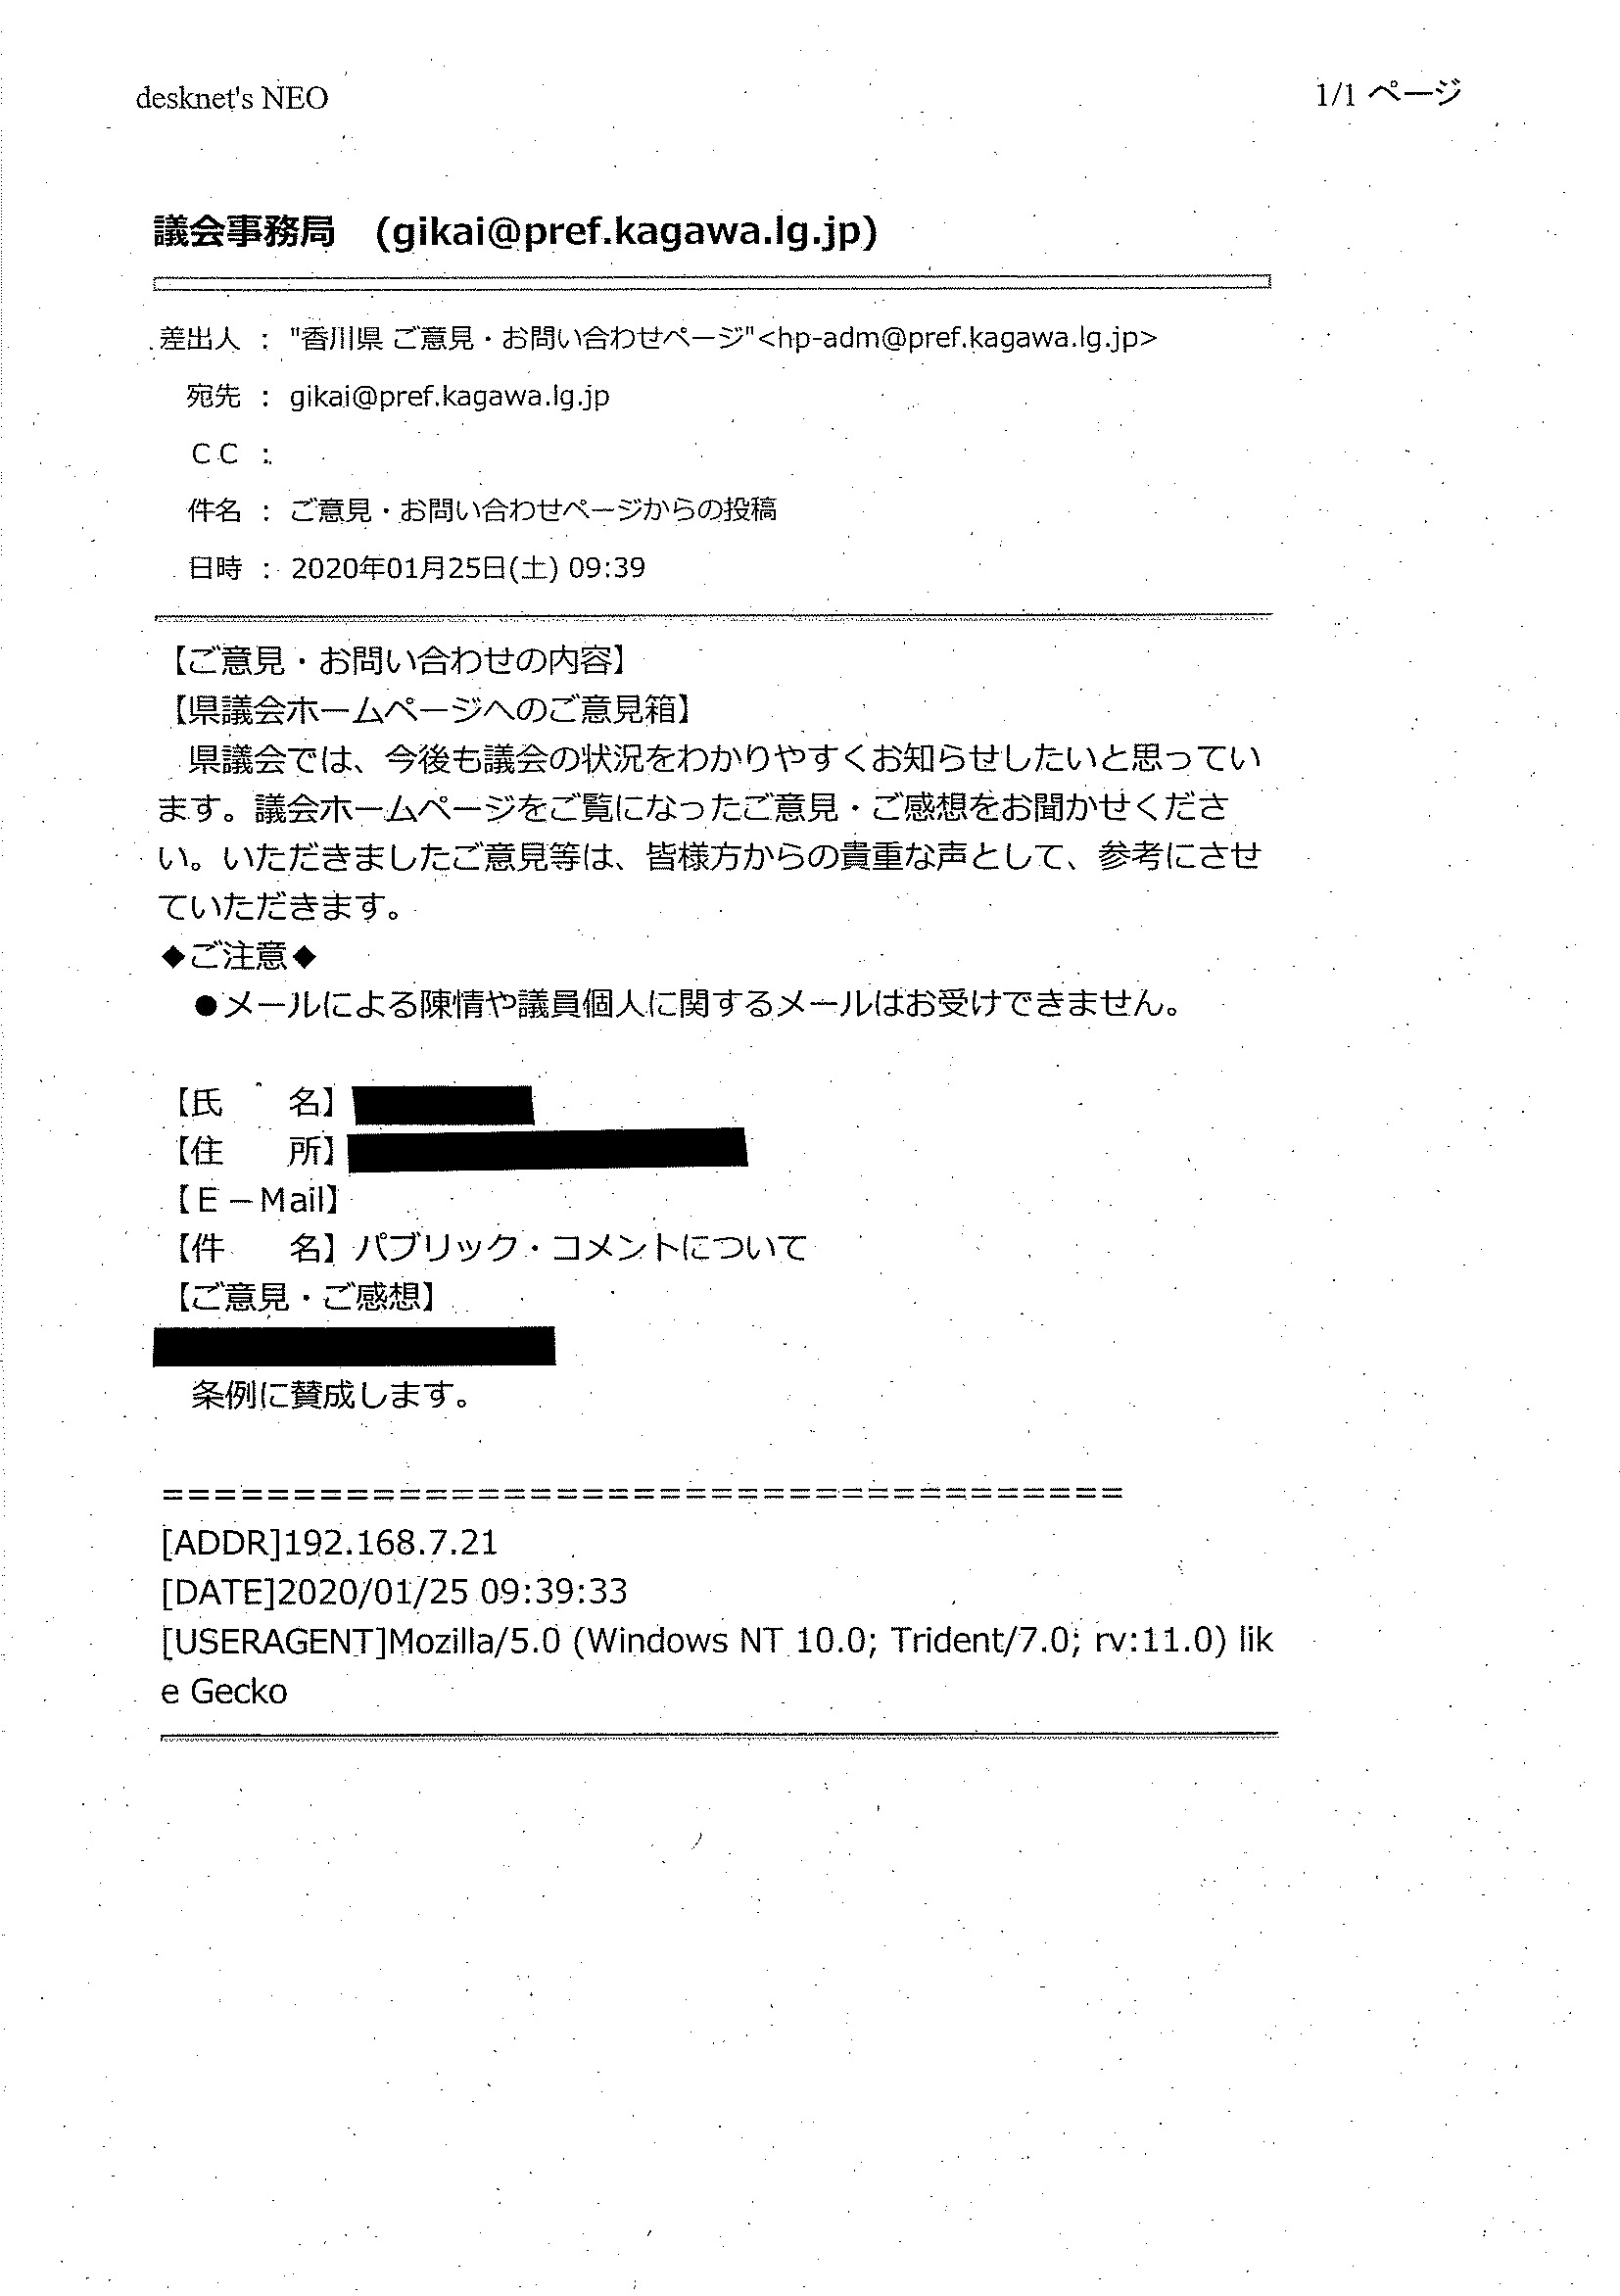 desknet's NEO
1/1 ページ
議会事務局　(gikai@pref.kagawa.lg.jp)
差出人 ： "香川県 ご意見・お問い合わせページ"<hp-adm@pref.kagawa.lg.jp>
宛先 ： gikai@pref.kagawa.lg.jp
ＣＣ ：
件名 ： ご意見・お問い合わせページからの投稿
日時 ： 2020年01月25日(土) 09:39
【ご意見・お問い合わせの内容】
【県議会ホームページへのご意見箱】
　県議会では、今後も議会の状況をわかりやすくお知らせしたいと思ってい
ます。議会ホームページをご覧になったご意見・ご感想をお聞かせくださ
い。いただきましたご意見等は、皆様方からの貴重な声として、参考にさせ
ていただきます。
◆ご注意◆
　●メールによる陳情や議員個人に関するメールはお受けできません。
【氏　　名】
【住　　所】
【Ｅ－Mail】
【件　　名】パブリック・コメントについて
【ご意見・ご感想】
　条例に賛成します。
=====================================
[ADDR]192.168.7.21
[DATE]2020/01/25 09:39:33
[USERAGENT]Mozilla/5.0 (Windows NT 10.0; Trident/7.0; rv:11.0) lik
e Gecko